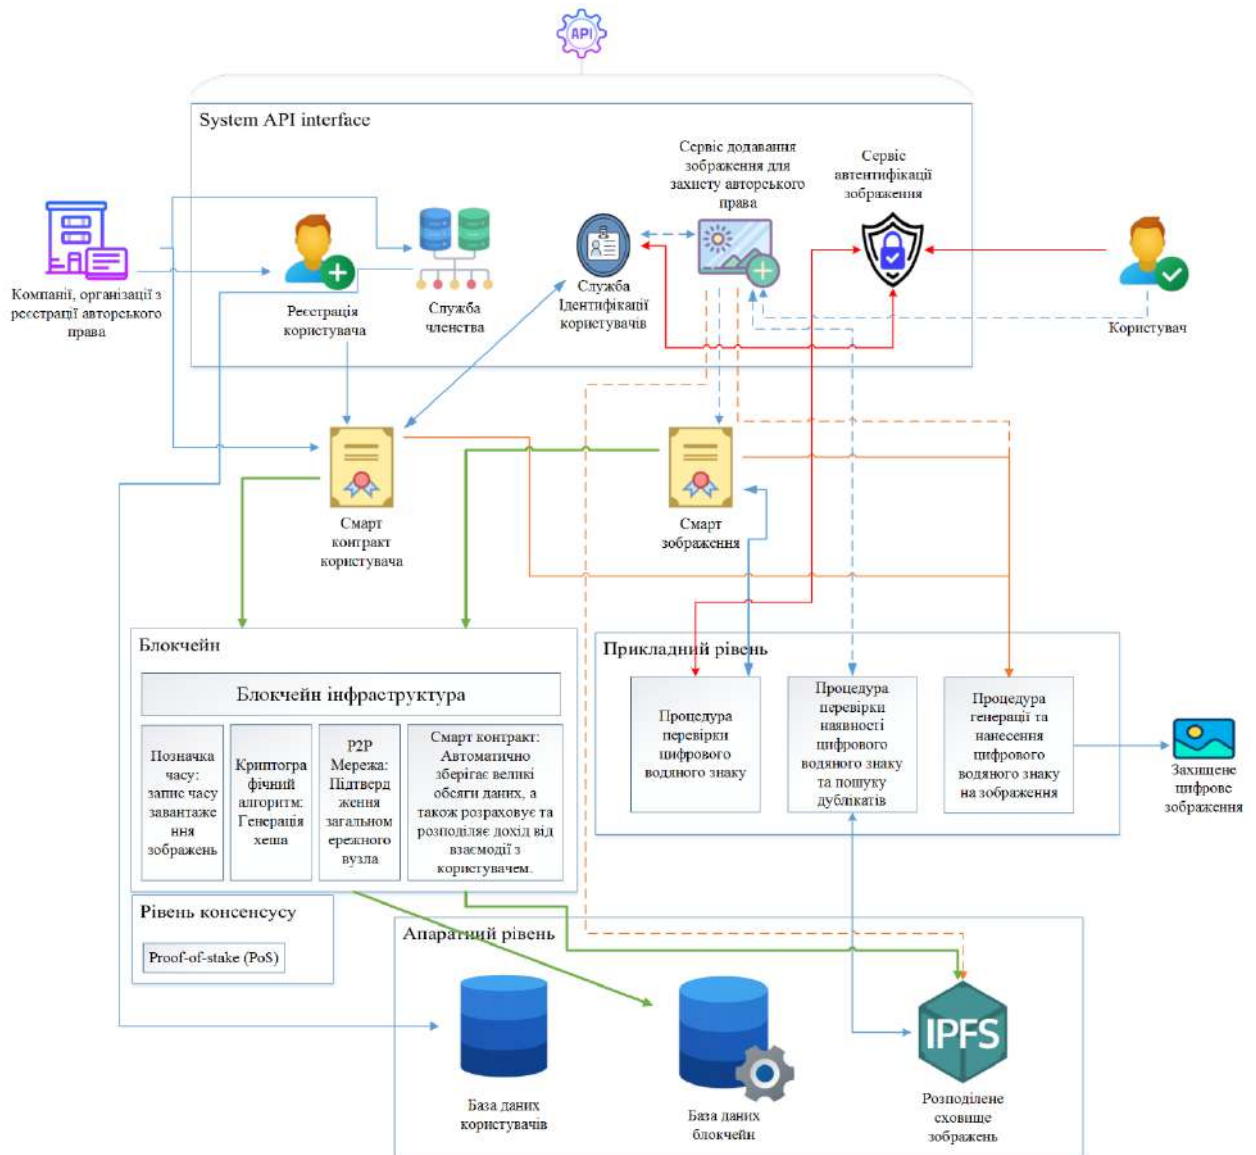 API
System API interface
Сервіс додавання
зображення для
захисту авторського
права
Сервіс
автентифікації
зображення
Компанії, організації з
реєстрації авторського
права
Реєстрація
користувача
Служба
членства
Служба
Ідентифікації
користувачів
Користувач
Смарт
контракт
користувача
Смарт
зображення
Блокчейн
Блокчейн інфраструктура
Позначка
часу:
запис часу
завантаже
ння
зображень
Криптогра
фічний
алгоритм:
Генерація
хеша
P2P
Мережа:
Підтверд
ження
загальном
ережного
вузла
Смарт контракт:
Автоматично
зберігає великі
обсяги даних, а
також розраховує та
розподіляє дохід від
взаємодії з
користувачем.
Прикладний рівень
Процедура
перевірки
цифрового
водяного знаку
Процедура
перевірки
наявності
цифрового
водяного знаку
та пошуку
дублікатів
Процедура
генерації та
нанесення
цифрового
водяного знаку
на зображення
Захищене
цифрове
зображення
Рівень консенсусу
Proof-of-stake (PoS)
Апаратний рівень
База даних
користувачів
База даних
блокчейн
IPFS
Розподілене
сховище
зображень